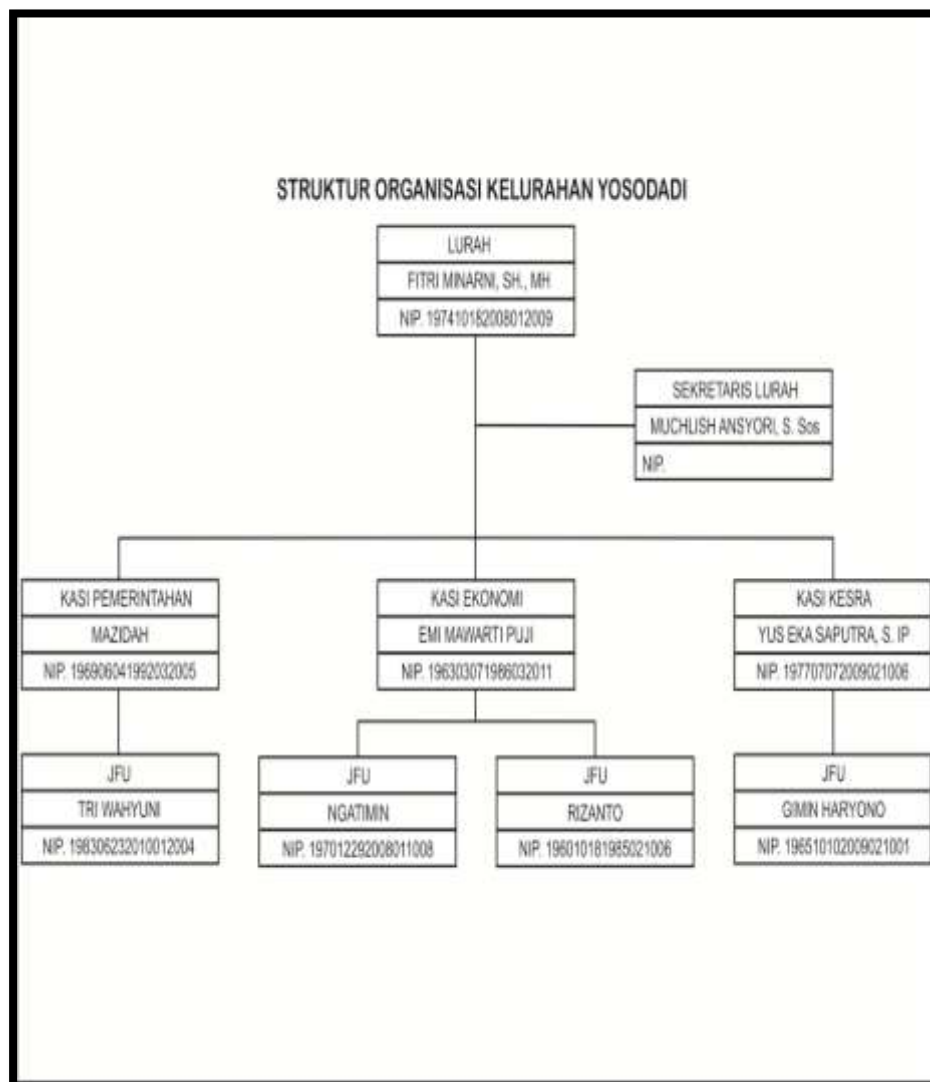 STRUKTUR ORGANISASI KELURAHAN YOSODADI
LURAH
FITRI MINARNI, SH., MH
NIP. 197410182008012009
SEKRETARIS LURAH
MUCHLISH ANSYORI, S. Sos
NIP.
KASI PEMERINTAHAN
MAZIDAH
NIP. 196906041992032005
KASI EKONOMI
EMI MAWARTI PUJI
NIP. 196303071986032011
KASI KESRA
YUS EKA SAPUTRA, S. IP
NIP. 197707072009021006
JFU
TRI WAHYUNI
NIP. 198306232010012004
JFU
NGATIMIN
NIP. 197012292008011008
JFU
RIZANTO
NIP. 196010181985021006
JFU
GIMIN HARYONO
NIP. 196510102009021001